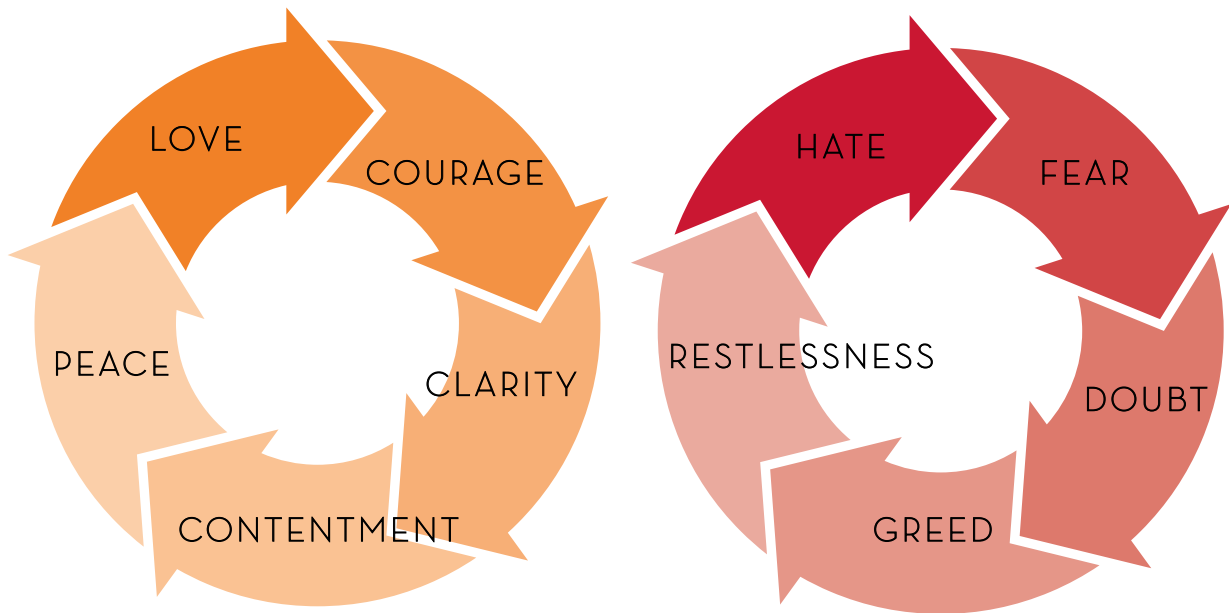 LOVE
COURAGE
CLARITY
CONTENTMENT
PEACE
HATE
FEAR
DOUBT
GREED
RESTLESSNESS